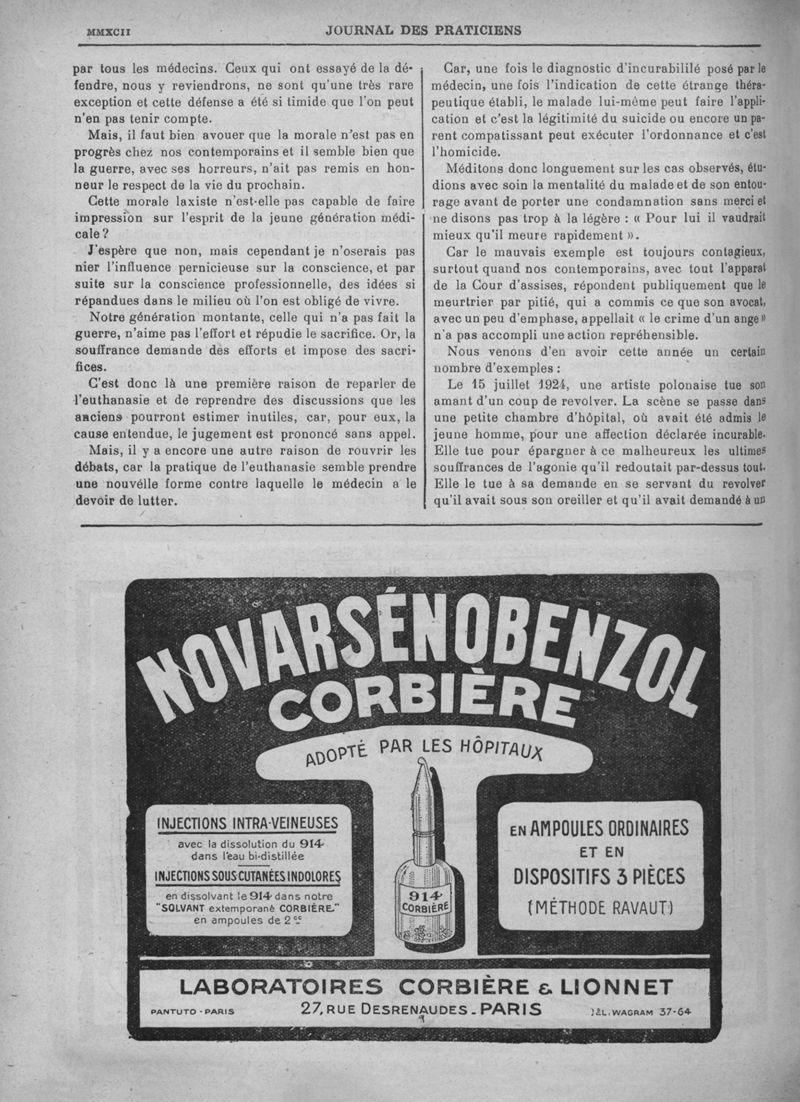 MMXCII
JOURNAL DES PRATICIENS
par tous les médecins. Ceux qui ont essayé de la dé-
fendre, nous y reviendrons, ne sont qu'une très rare
exception et cette défense a été si timide que l'on peut
n'en pas tenir compte.
Mais, il faut bien avouer que la morale n'est pas en
progrès chez nos contemporains et il semble bien que
la guerre, avec ses horreurs, n'ait pas remis en hon-
neur le respect de la vie du prochain.
Cette morale laxiste n'est-elle pas capable de faire
impression sur l'esprit de la jeune génération médi-
cale ?
J'espère que non, mais cependant je n'oserais pas
nier l'influence pernicieuse sur la conscience, et par
suite sur la conscience professionnelle, des idées si
répandues dans le milieu où l'on est obligé de vivre.
Notre génération montante, celle qui n'a pas fait la
guerre, n'aime pas l'effort et répudie le sacrifice. Or, la
souffrance demande des efforts et impose des sacri-
fices.
C'est donc là une première raison de reparler de
l'euthanasie et de reprendre des discussions que les
anciens pourront estimer inutiles, car, pour eux, la
cause entendue, le jugement est prononcé sans appel.
Mais, il y a encore une autre raison de rouvrir les
débats, car la pratique de l'euthanasie semble prendre
une nouvélle forme contre laquelle le médecin a le
devoir de lutter.
Car, une fois le diagnostic d'incurabililé posé par le
médecin, une fois l'indication de cette étrange théra-
peutique établi, le malade lui-même peut faire l'appli-
cation et c'est la légitimité du suicide ou encore un pa-
rent compatissant peut exécuter l'ordonnance et c'est
l'homicide.
Méditons donc longuement sur les cas observés, étu-
dions avec soin la mentalité du malade et de son entou-
rage avant de porter une condamnation sans merci et
ne disons pas trop à la légère : « Pour lui il vaudrait
mieux qu'il meure rapidement ».
Car le mauvais exemple est toujours contagieux,
surtout quand nos contemporains, avec tout l'apparat
de la Cour d'assises, répondent publiquement que le
meurtrier par pitié, qui a commis ce que son avocat,
avec un peu d'emphase, appellait « le crime d'un ange »
n'a pas accompli une action repréhensible.
Nous venons d'en avoir cette année un certain
nombre d'exemples :
Le 15 juillet 1924, une artiste polonaise tue son
amant d'un coup de revolver. La scène se passe dans
une petite chambre d'hôpital, où avait été admis le
jeune homme, pour une affection déclarée incurable.
Elle tue pour épargner à ce malheureux les ultimes
souffrances de l'agonie qu'il redoutait par-dessus tout.
Elle le tue à sa demande en se servant du revolver
qu'il avait sous son oreiller et qu'il avait demandé à un
NOVARSÉNOBENZOL
CORBIÈRE
ADOPTÉ PAR LES HÔPITAUX
INJECTIONS INTRA-VEINEUSES
avec la dissolution du 914
dans l'eau bi-distillée
INJECTIONS SOUS-CUTANÉES INDOLORES
en dissolvant le 914 dans notre
"SOLVANT extemporané CORBIÈRE"
en ampoules de 2cc
914
CORBIÈRE
EN AMPOULES ORDINAIRES
ET EN
DISPOSITIFS 3 PIÈCES
(MÉTHODE RAVAUT)
LABORATOIRES CORBIÈRE & LIONNET
PANTUTO - PARIS
27, RUE DESRENAUDES - PARIS
TÉL. WAGRAM 37-64